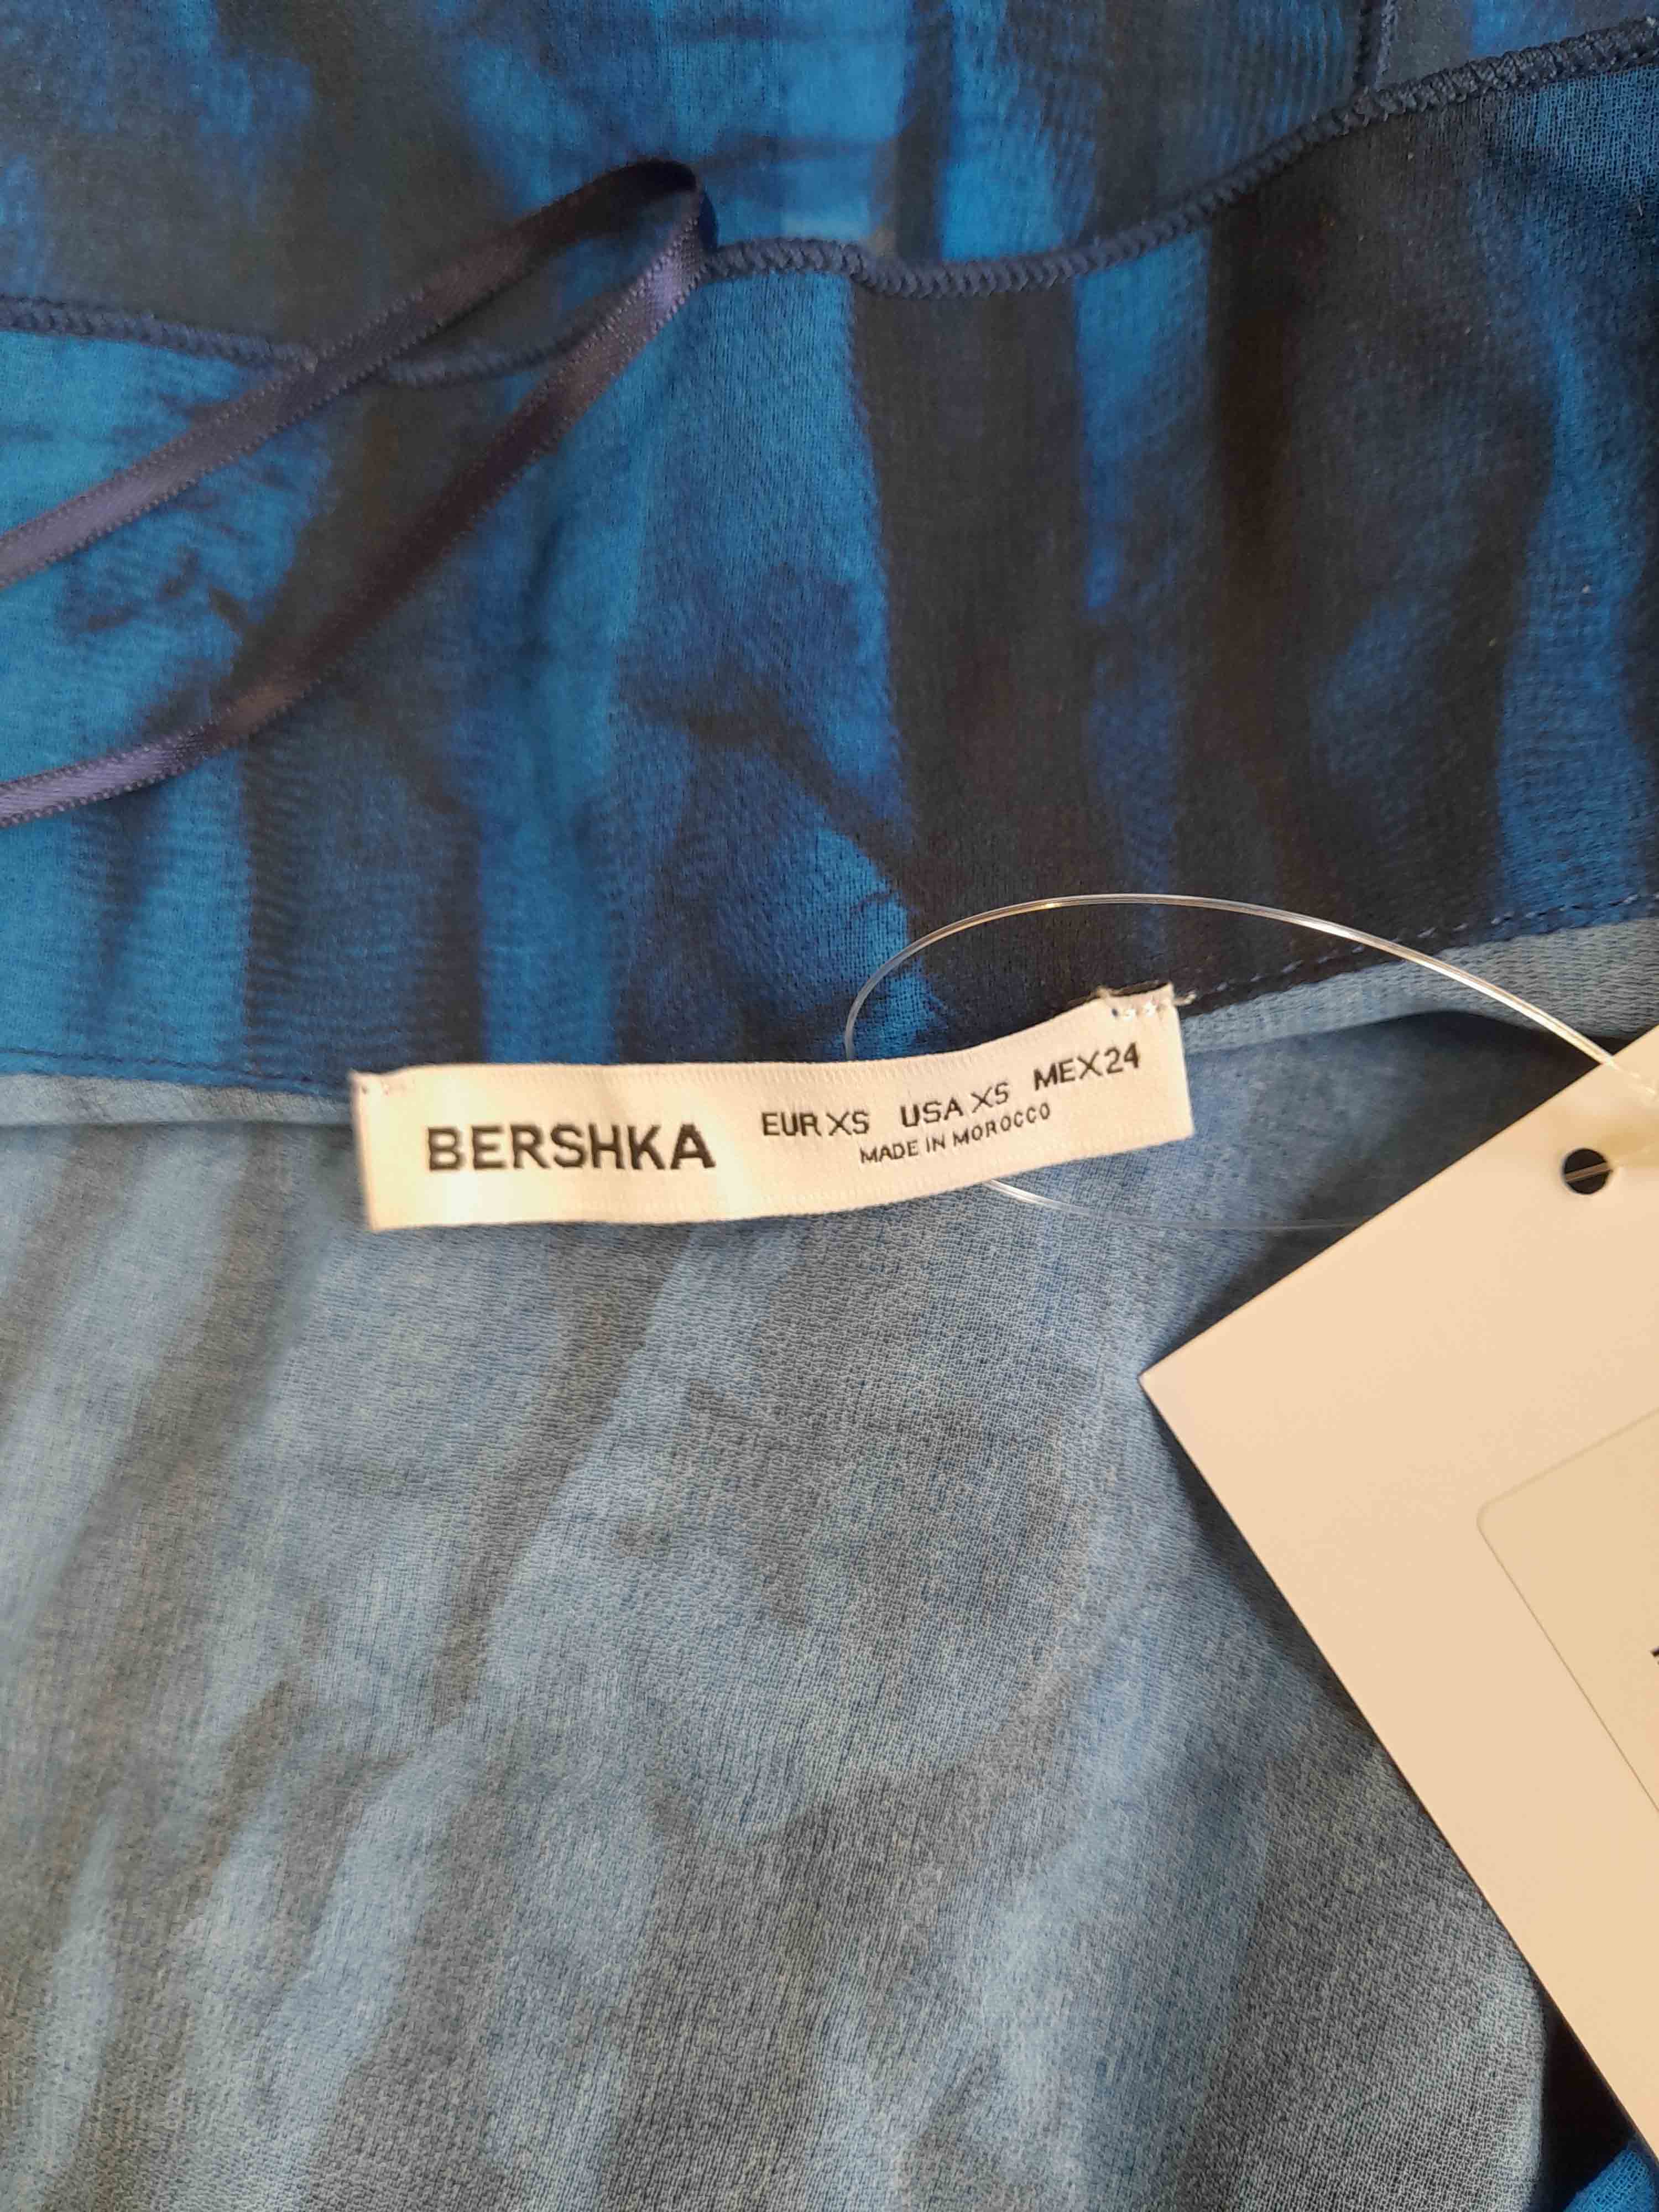 BERSHKA EUR XS USA XS MEX 24
MADE IN MOROCCO